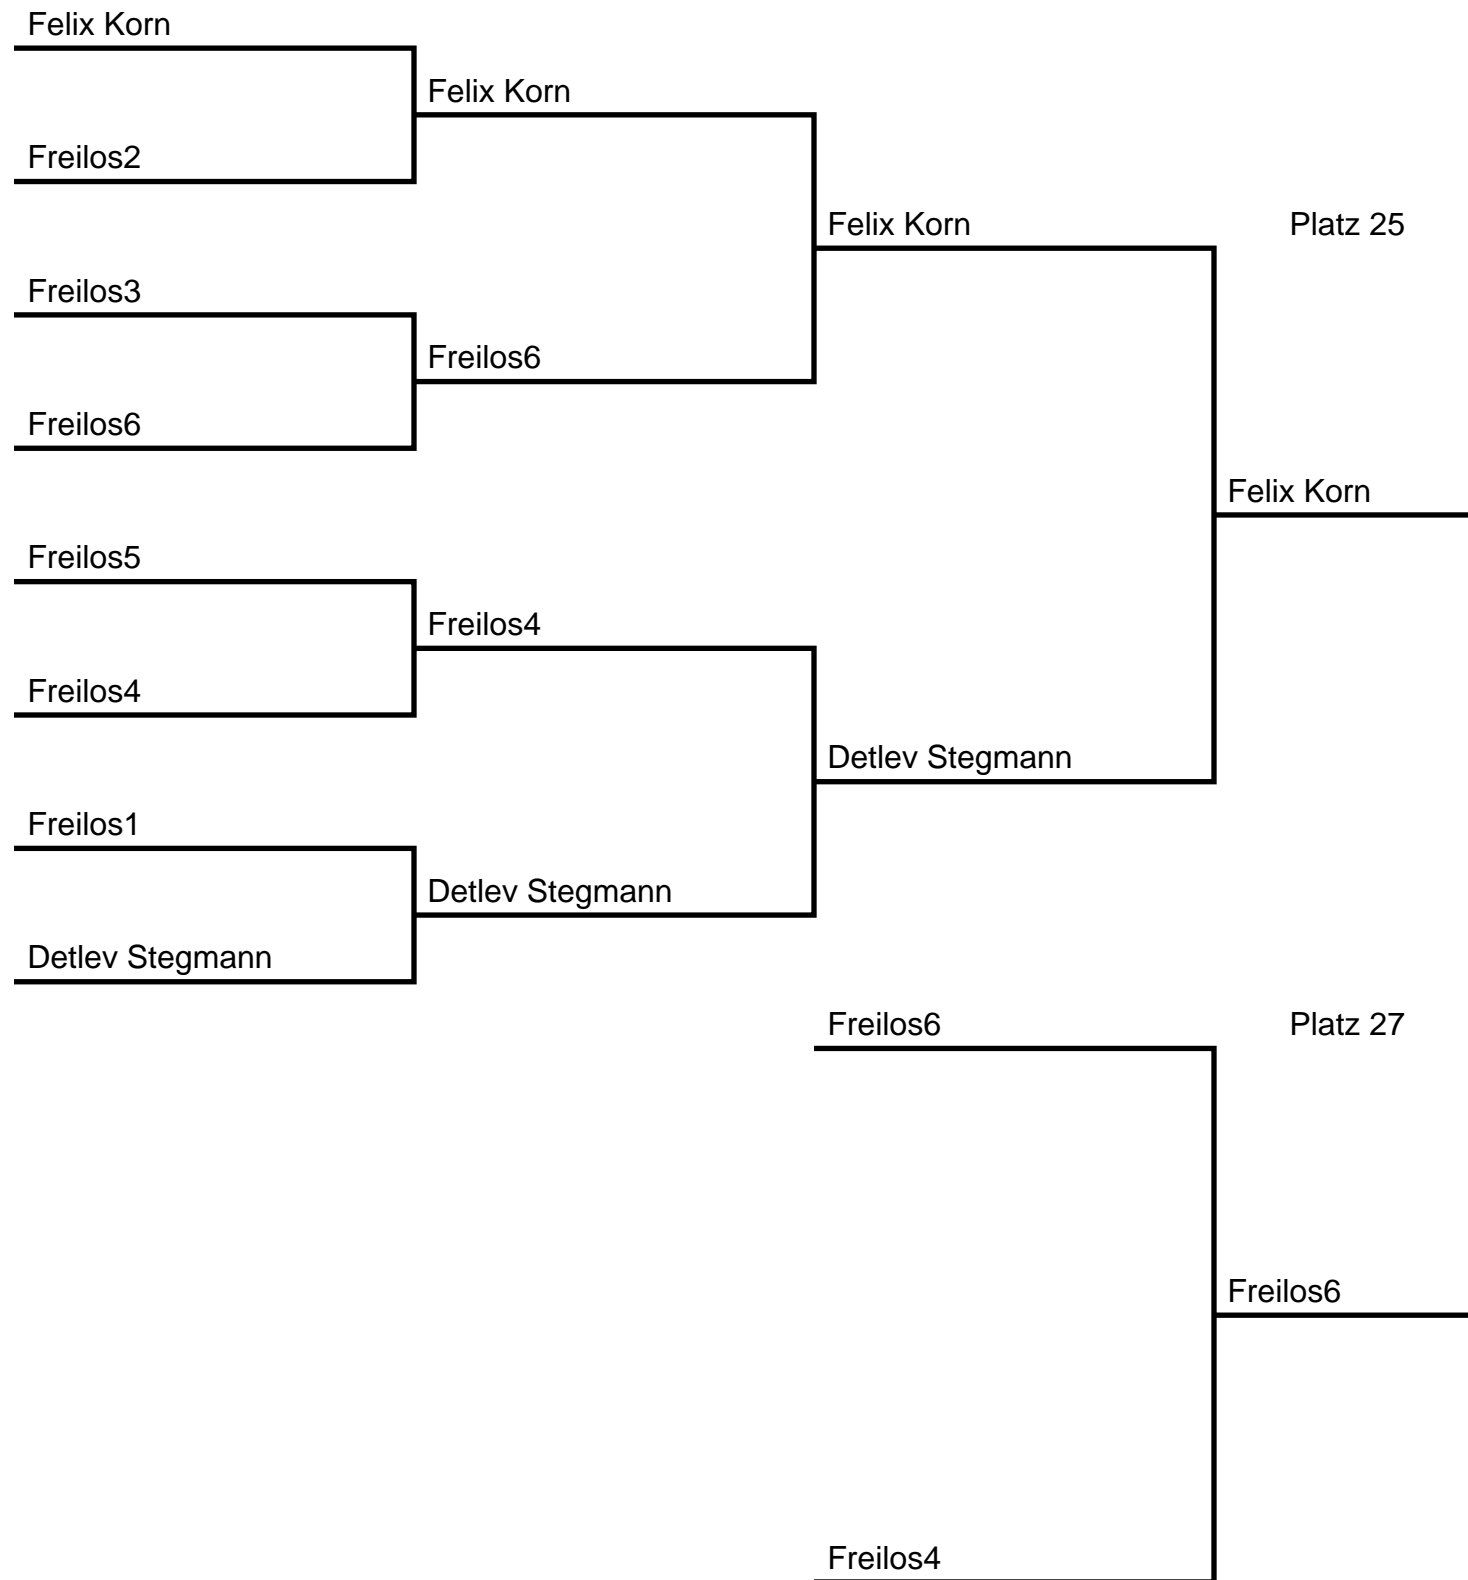 Felix Korn
Felix Korn
Freilos2
Felix Korn
Platz 25
Freilos3
Freilos6
Freilos6
Felix Korn
Freilos5
Freilos4
Freilos4
Detlev Stegmann
Freilos1
Detlev Stegmann
Detlev Stegmann
Freilos6
Platz 27
Freilos6
Freilos4